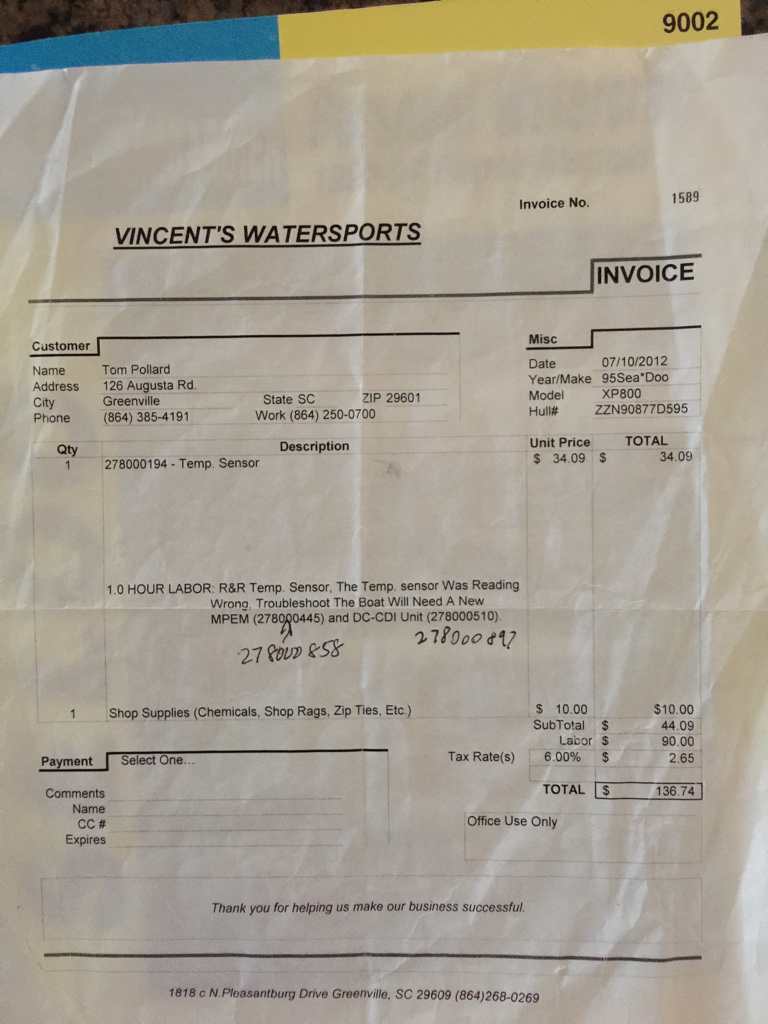 9002
Invoice No. 1589
VINCENT'S WATERSPORTS
INVOICE
Customer
Name Tom Pollard
Address 126 Augusta Rd.
City Greenville State SC ZIP 29601
Phone (864) 385-4191 Work (864) 250-0700
Misc
Date 07/10/2012
Year/Make 95Sea*Doo
Model XP800
Hull# ZZN90877D595
Qty Description Unit Price TOTAL
1 278000194 - Temp. Sensor $ 34.09 $ 34.09
1.0 HOUR LABOR: R&R Temp. Sensor, The Temp. sensor Was Reading
Wrong, Troubleshoot The Boat Will Need A New
MPEM (278000445) and DC-CDI Unit (278000510).
278000858 278000897
1 Shop Supplies (Chemicals, Shop Rags, Zip Ties, Etc.) $ 10.00 $10.00
SubTotal $ 44.09
Labor $ 90.00
Tax Rate(s) 6.00% $ 2.65
TOTAL $ 136.74
Payment Select One...
Comments
Name
CC #
Expires
Office Use Only
Thank you for helping us make our business successful.
1818 c N.Pleasantburg Drive Greenville, SC 29609 (864)268-0269